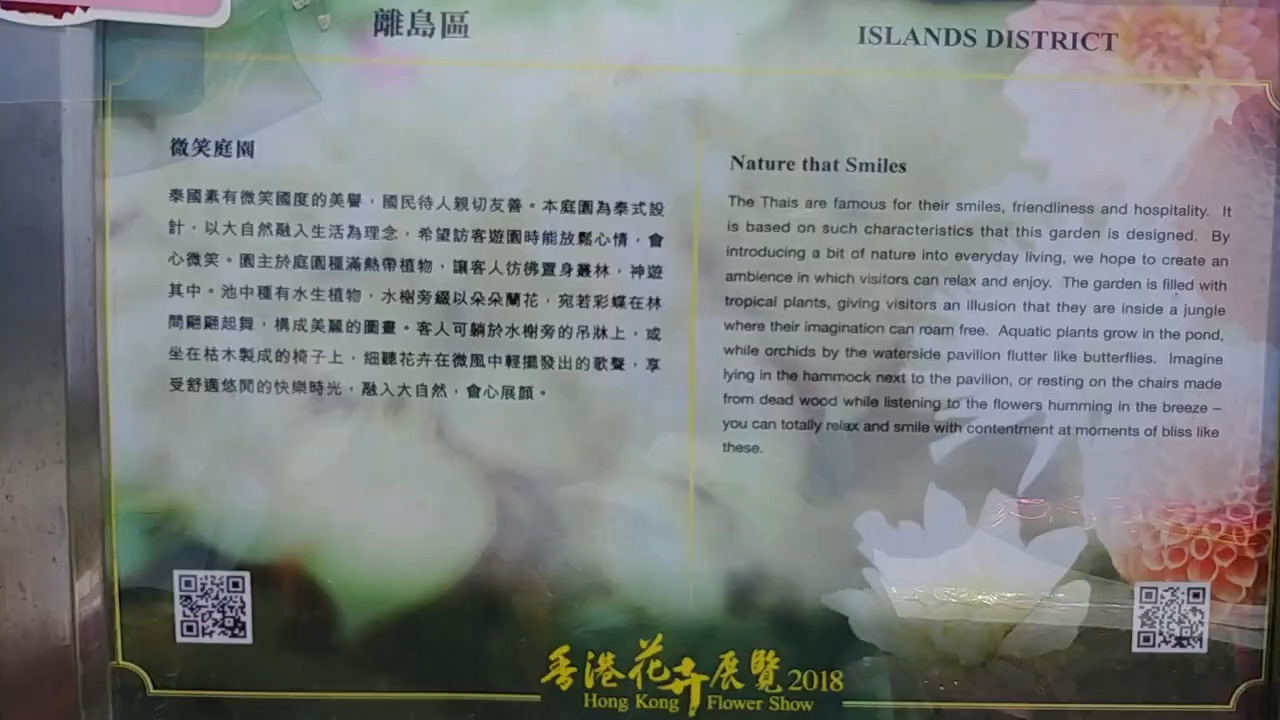 離島區
ISLANDS DISTRICT
微笑庭園
泰國素有微笑國度的美譽，國民待人親切友善。本庭園為泰式設
計，以大自然融入生活為理念，希望訪客遊園時能放鬆心情，會
心微笑。園主於庭園種滿熱帶植物，讓客人彷彿置身叢林，神遊
其中。池中種有水生植物，水榭旁綴以朵朵蘭花，宛若彩蝶在林
間翩翩起舞，構成美麗的圖畫。客人可躺於水榭旁的吊牀上，或
坐在枯木製成的椅子上，細聽花卉在微風中輕擺發出的歌聲，享
受舒適悠閒的快樂時光，融入大自然，會心展顏。
Nature that Smiles
The Thais are famous for their smiles, friendliness and hospitality. It
is based on such characteristics that this garden is designed. By
introducing a bit of nature into everyday living, we hope to create an
ambience in which visitors can relax and enjoy. The garden is filled with
tropical plants, giving visitors an illusion that they are inside a jungle
where their imagination can roam free. Aquatic plants grow in the pond,
while orchids by the waterside pavilion flutter like butterflies. Imagine
lying in the hammock next to the pavilion, or resting on the chairs made
from dead wood while listening to the flowers humming in the breeze –
you can totally relax and smile with contentment at moments of bliss like
these.
香港花卉展覽2018
Hong Kong Flower Show